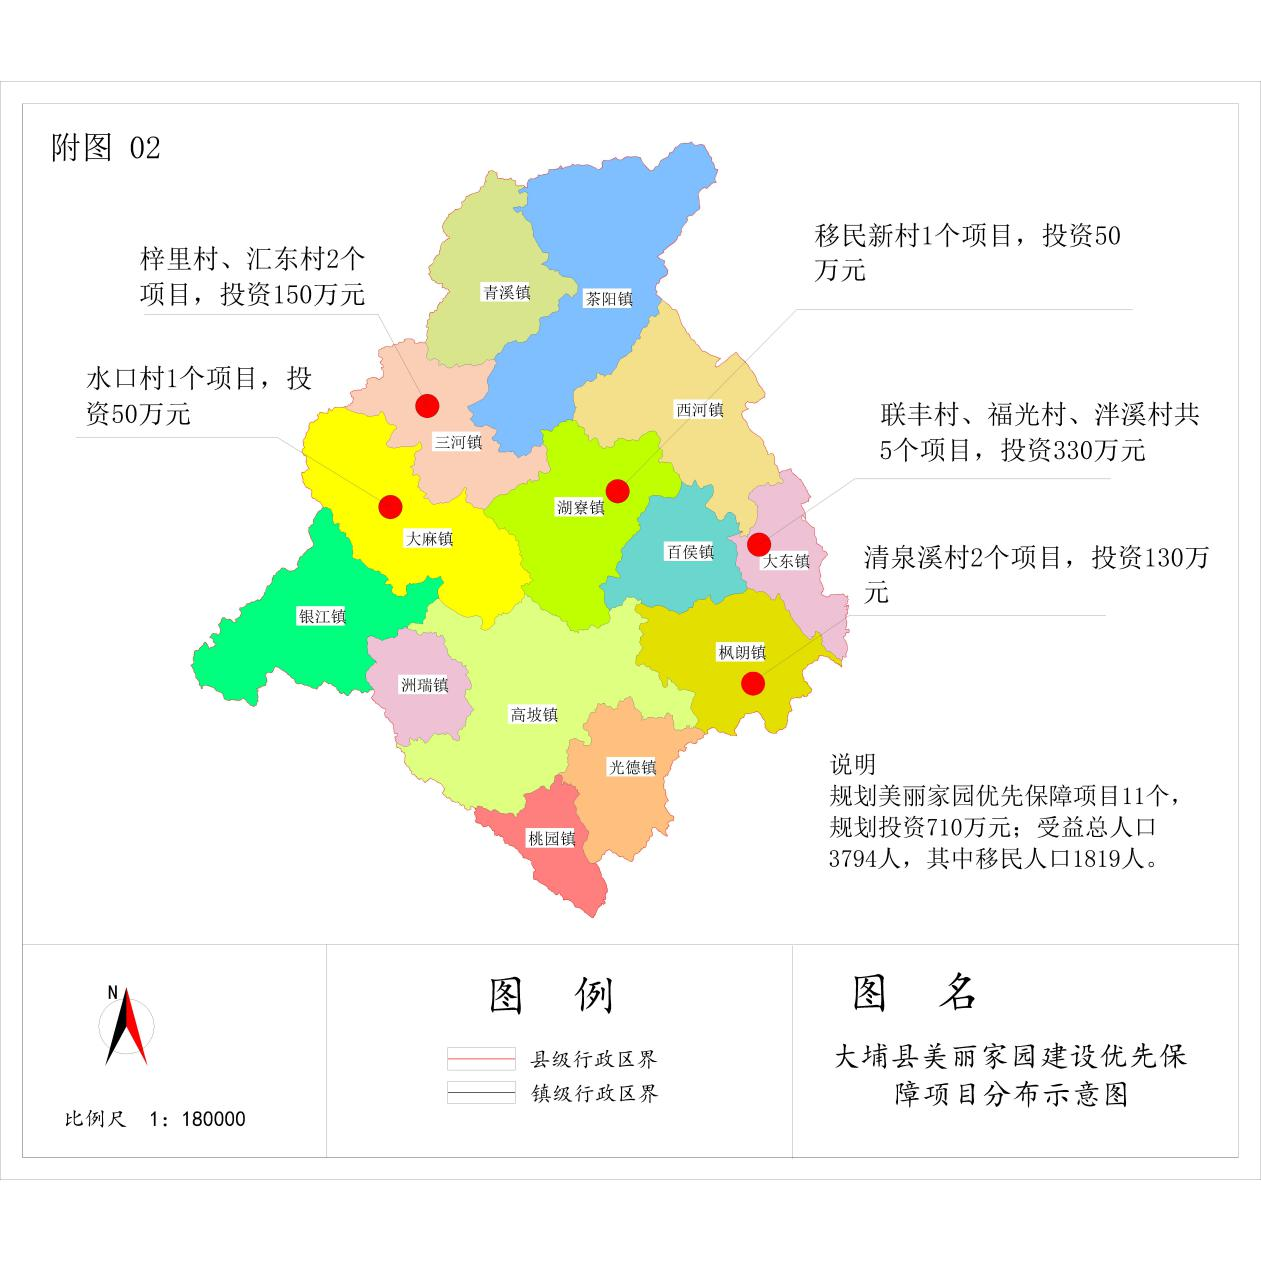 附图 02
梓里村、汇东村2个
项目，投资150万元
水口村1个项目，投
资50万元
移民新村1个项目，投资50
万元
联丰村、福光村、泮溪村共
5个项目，投资330万元
清泉溪村2个项目，投资130万
元
青溪镇
茶阳镇
西河镇
三河镇
湖寮镇
大麻镇
百侯镇
大东镇
银江镇
枫朗镇
洲瑞镇
高坡镇
光德镇
桃园镇
说明
规划美丽家园优先保障项目11个，
规划投资710万元；受益总人口
3794人，其中移民人口1819人。
N
比例尺 1：180000
图 例
县级行政区界
镇级行政区界
图 名
大埔县美丽家园建设优先保
障项目分布示意图